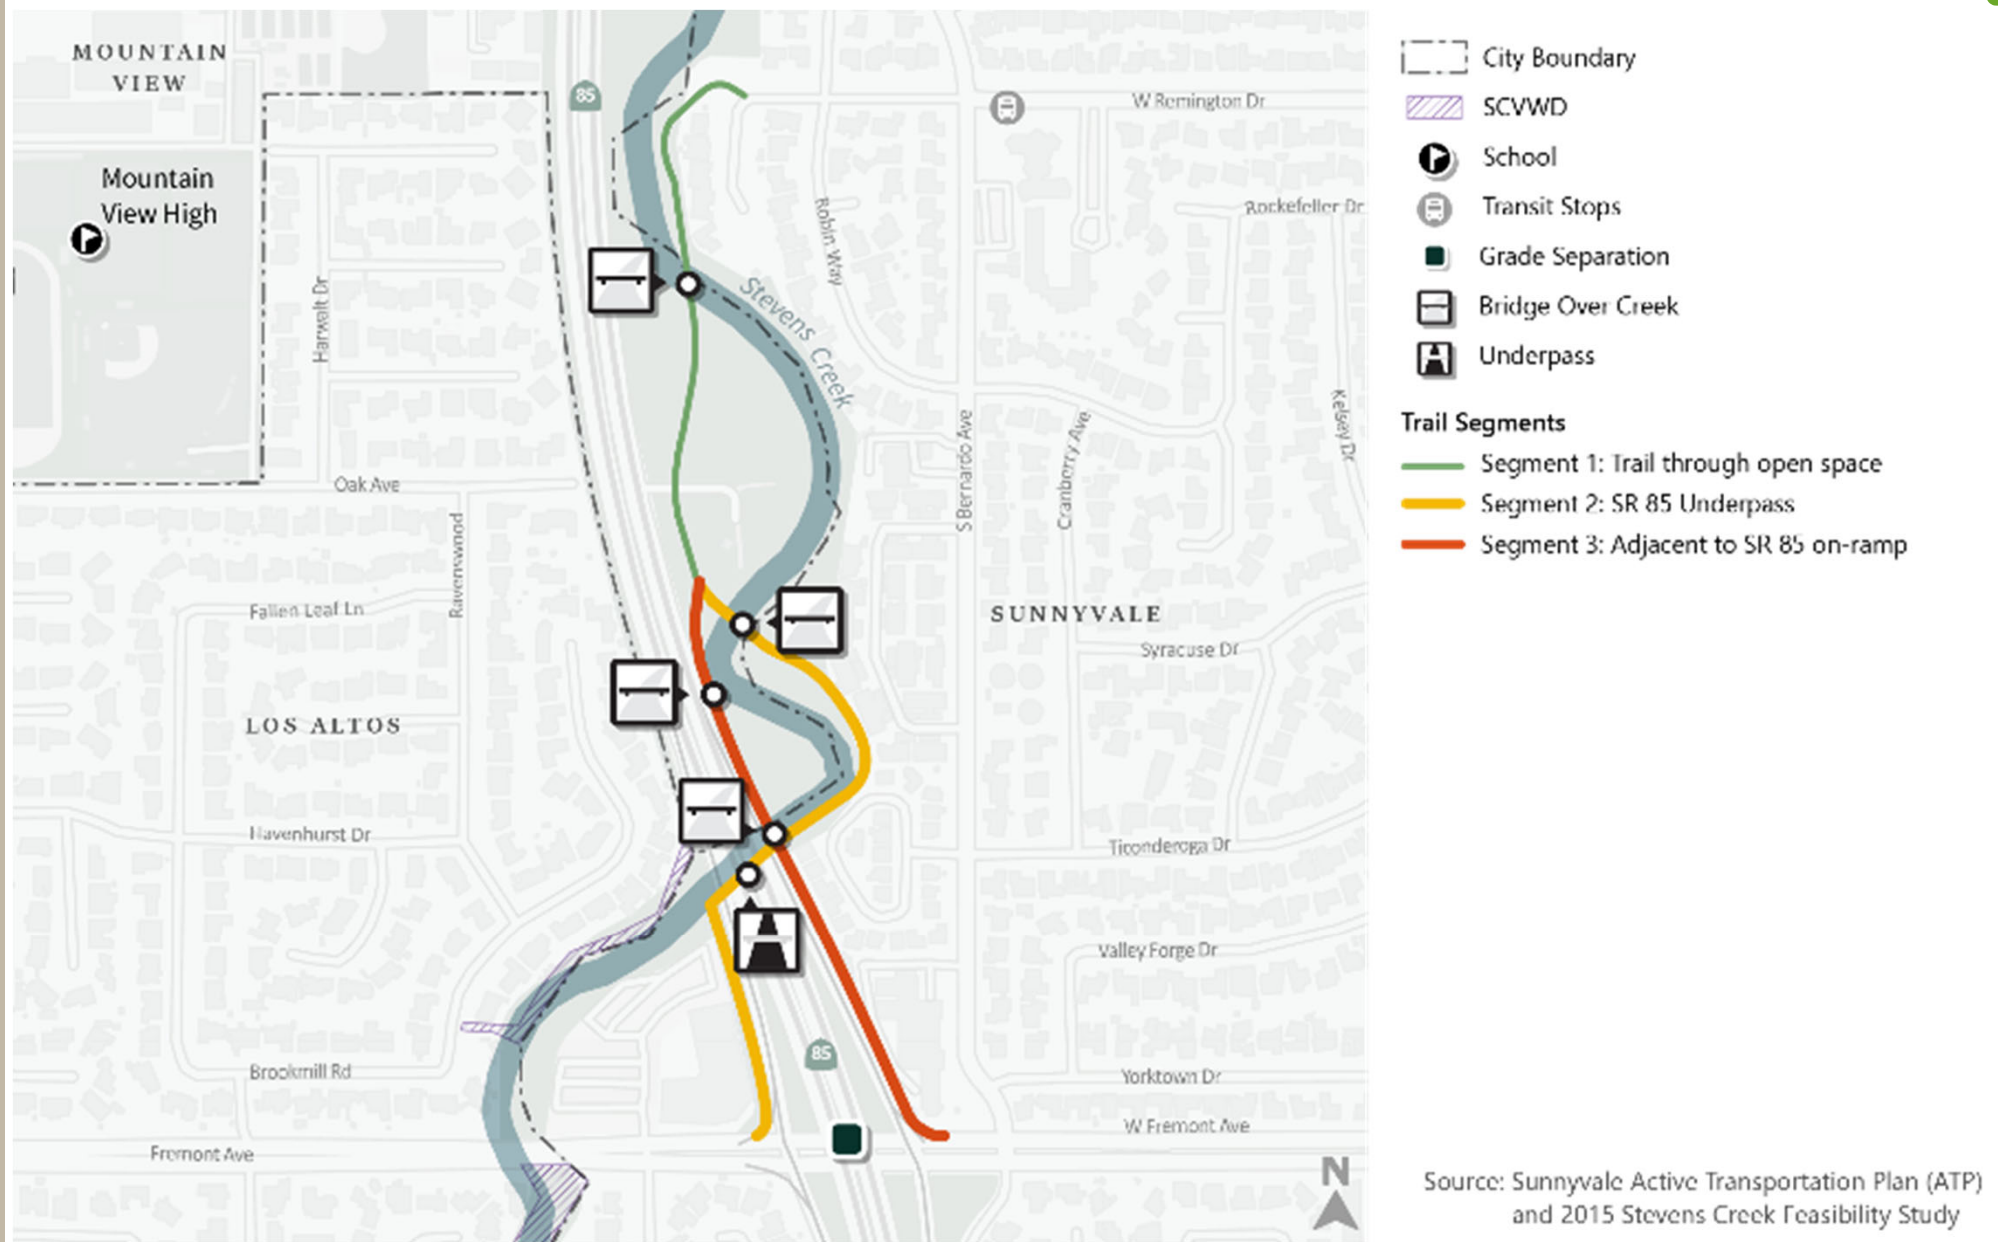 MOUNTAIN
VIEW
Mountain
View High
85
W Remington Dr
Rockefeller Dr
Robin Way
Harwalt Dr
Stevens Creek
Kelsey Dr
S Bernardo Ave
Cranberry Ave
Oak Ave
Ravenswood
Fallen Leaf Ln
SUNNYVALE
Syracuse Dr
LOS ALTOS
Havenhurst Dr
Ticonderoga Dr
Valley Forge Dr
85
Brookmill Rd
Yorktown Dr
W Fremont Ave
Fremont Ave
N
City Boundary
SCVWD
School
Transit Stops
Grade Separation
Bridge Over Creek
Underpass
Trail Segments
Segment 1: Trail through open space
Segment 2: SR 85 Underpass
Segment 3: Adjacent to SR 85 on-ramp
Source: Sunnyvale Active Transportation Plan (ATP)
and 2015 Stevens Creek Feasibility Study